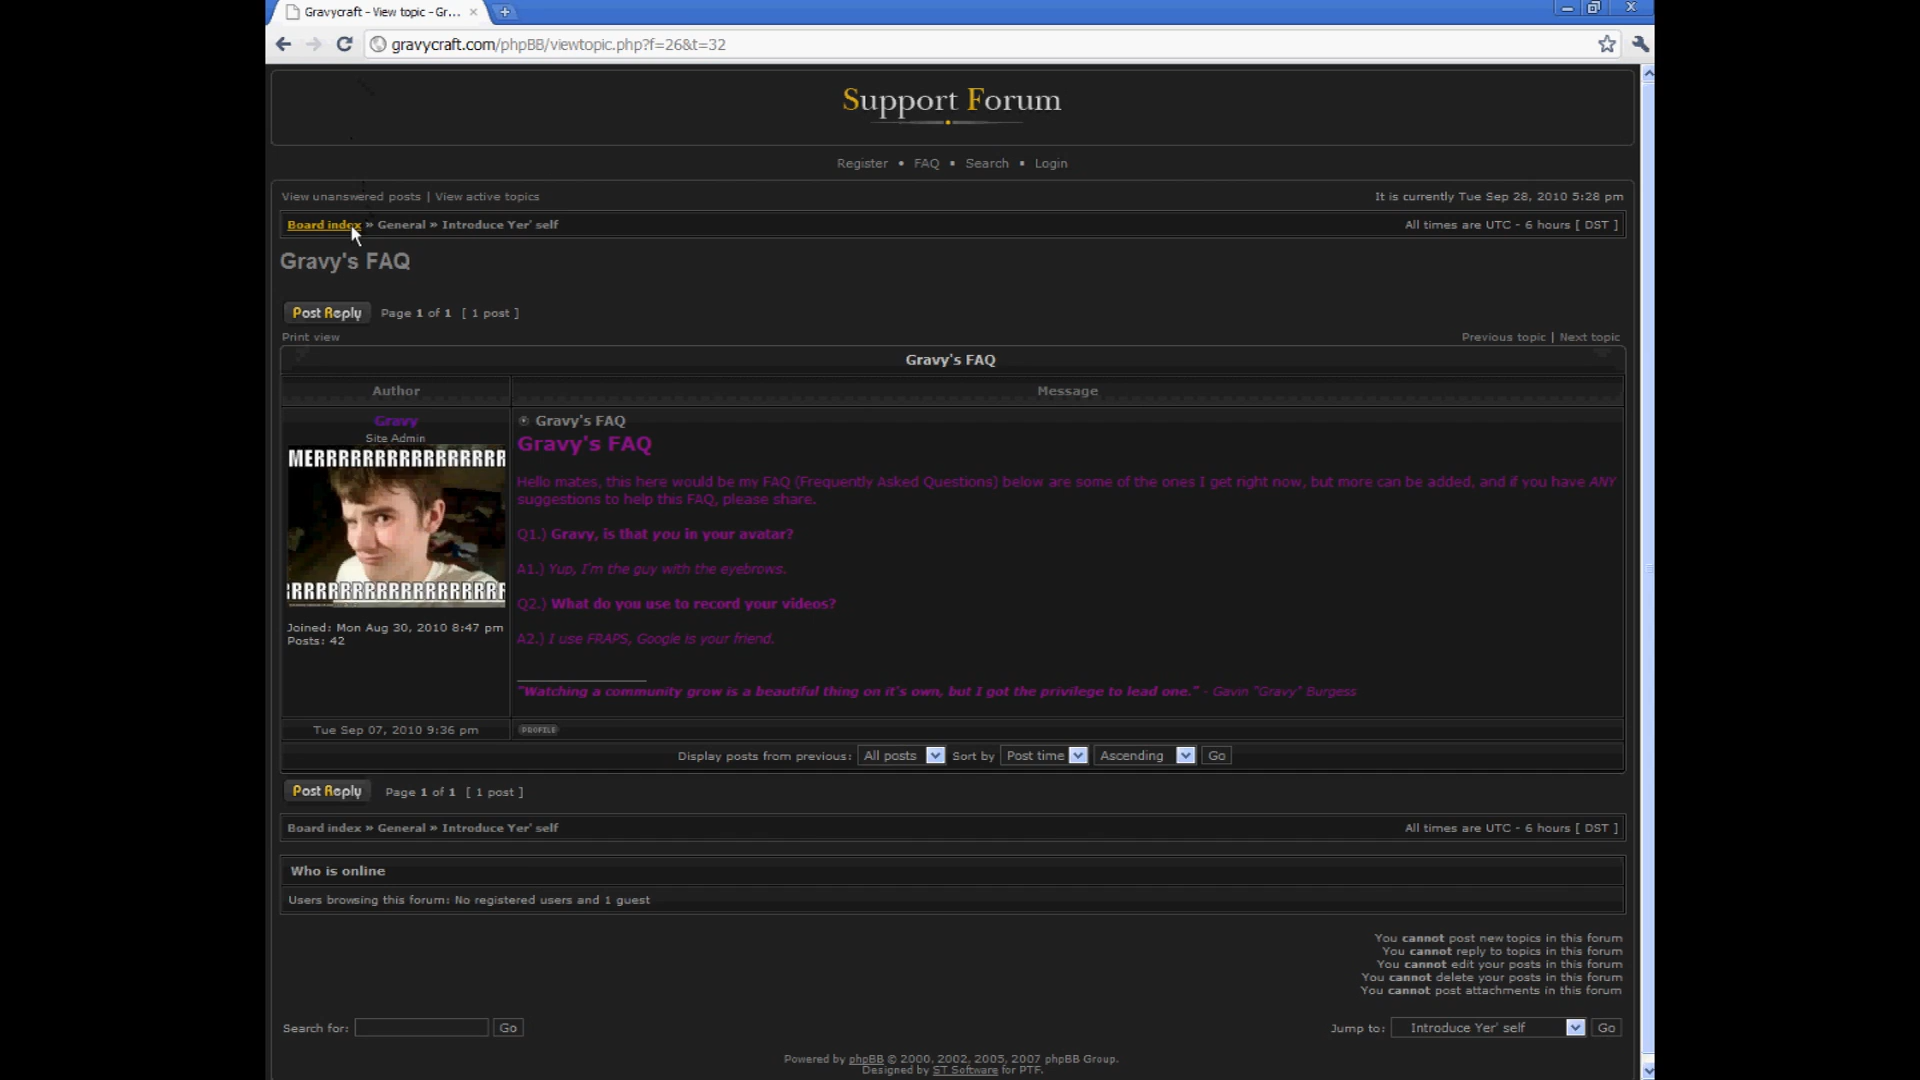 Gravycraft - View topic - Gr...
gravycraft.com/phpBB/viewtopic.php?f=26&t=32
Support Forum
Register • FAQ • Search • Login
View unanswered posts | View active topics
It is currently Tue Sep 28, 2010 5:28 pm
Board index » General » Introduce Yer' self
All times are UTC - 6 hours [ DST ]
Gravy's FAQ
Post Reply Page 1 of 1 [ 1 post ]
Print view
Previous topic | Next topic
Gravy's FAQ
Author
Message
Gravy
Site Admin
MERRRRRRRRRRRRRRRRR
RRRRRRRRRRRRRRRRRRRR
Joined: Mon Aug 30, 2010 8:47 pm
Posts: 42
Gravy's FAQ
Gravy's FAQ
Hello mates, this here would be my FAQ (Frequently Asked Questions) below are some of the ones I get right now, but more can be added, and if you have ANY
suggestions to help this FAQ, please share.
Q1.) Gravy, is that you in your avatar?
A1.) Yup, I'm the guy with the eyebrows.
Q2.) What do you use to record your videos?
A2.) I use FRAPS, Google is your friend.
"Watching a community grow is a beautiful thing on it's own, but I got the privilege to lead one." - Gavin "Gravy" Burgess
Tue Sep 07, 2010 9:36 pm
PROFILE
Display posts from previous: All posts Sort by Post time Ascending Go
Post Reply Page 1 of 1 [ 1 post ]
Board index » General » Introduce Yer' self
All times are UTC - 6 hours [ DST ]
Who is online
Users browsing this forum: No registered users and 1 guest
You cannot post new topics in this forum
You cannot reply to topics in this forum
You cannot edit your posts in this forum
You cannot delete your posts in this forum
You cannot post attachments in this forum
Search for: Go
Jump to: Introduce Yer' self Go
Powered by phpBB © 2000, 2002, 2005, 2007 phpBB Group.
Designed by ST Software for PTF.